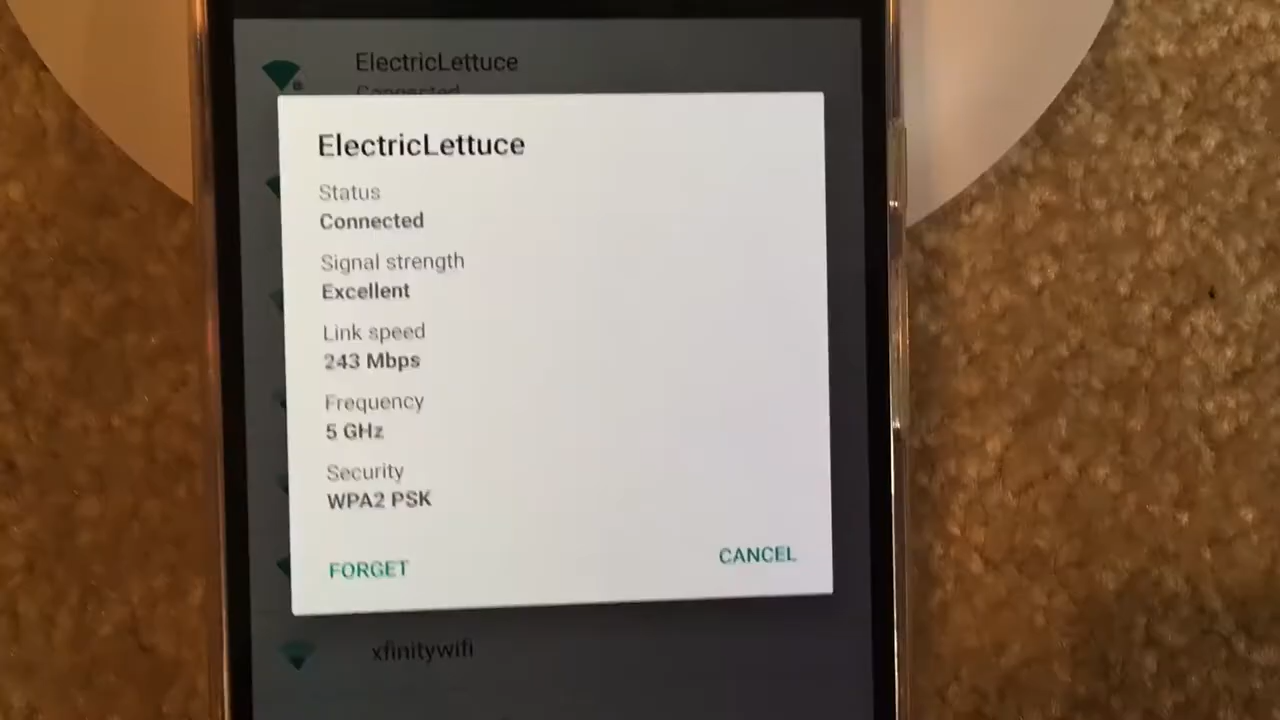 ElectricLettuce
Connected
ElectricLettuce
Status
Connected
Signal strength
Excellent
Link speed
243 Mbps
Frequency
5 GHz
Security
WPA2 PSK
FORGET
CANCEL
xfinitywifi